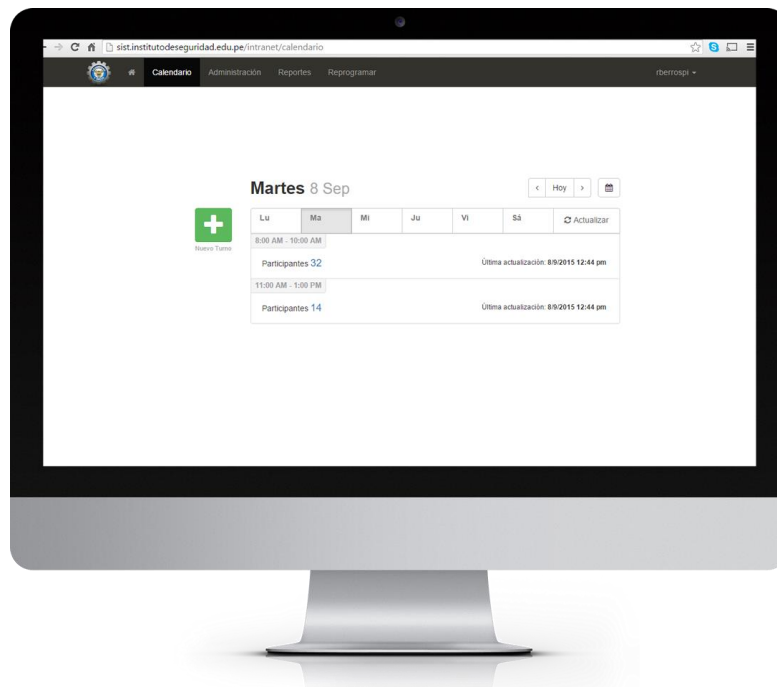 sist.institutodeseguridad.edu.pe/intranet/calendario
Calendario Administración Reportes Reprogramar rberrospi
Martes 8 Sep Hoy
Nuevo Turno
Lu Ma Mi Ju Vi Sá Actualizar
8:00 AM - 10:00 AM
Participantes 32 Última actualización: 8/9/2015 12:44 pm
11:00 AM - 1:00 PM
Participantes 14 Última actualización: 8/9/2015 12:44 pm